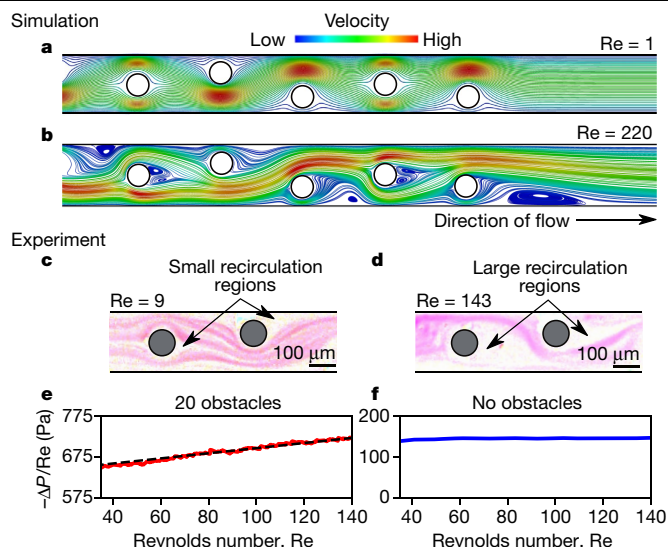 Simulation
Velocity
a
Low
High
Re = 1
b
Re = 220
Direction of flow
Experiment
c
Small recirculation
regions
d
Large recirculation
regions
Re = 9
Re = 143
100 μm
100 μm
e
20 obstacles
f
No obstacles
775
675
575
–ΔP/Re (Pa)
200
100
0
40 60 80 100 120 140
40 60 80 100 120 140
Reynolds number, Re
Reynolds number, Re